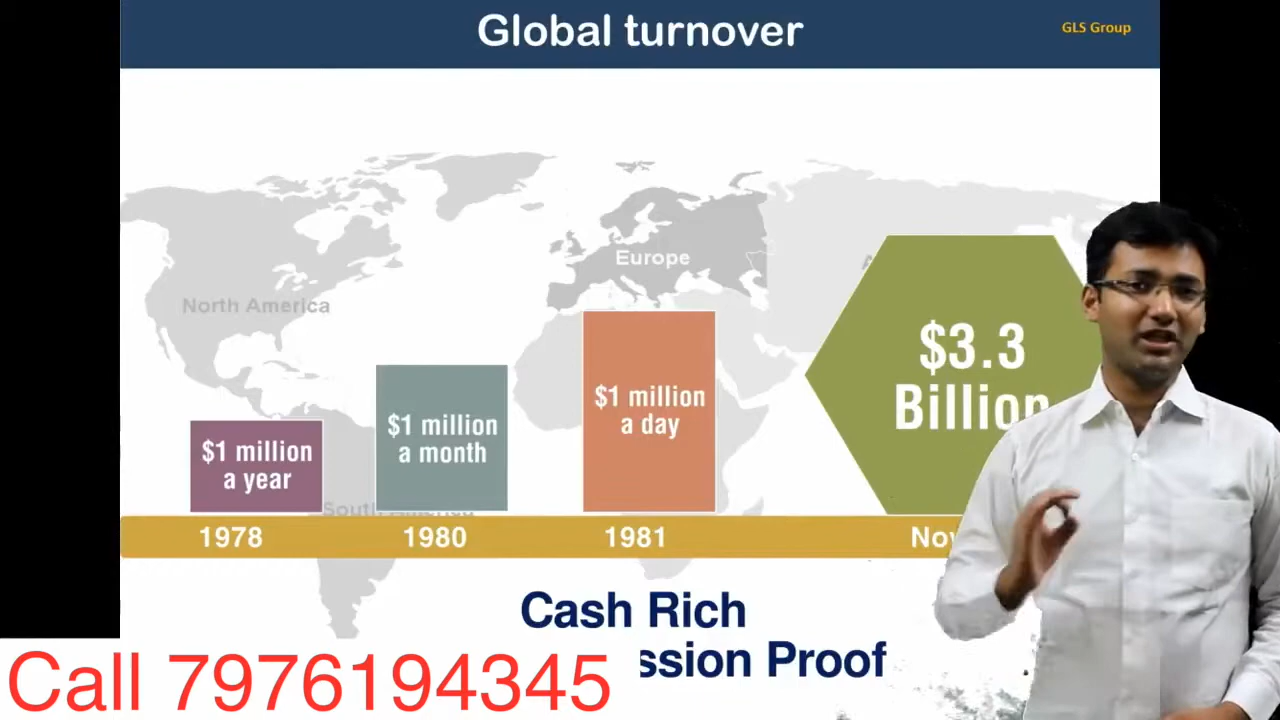 Global turnover
GLS Group
North America
Europe
$3.3
Billion
$1 million
a day
$1 million
a month
$1 million
a year
1978
1980
1981
Cash Rich
Proof
Call 7976194345